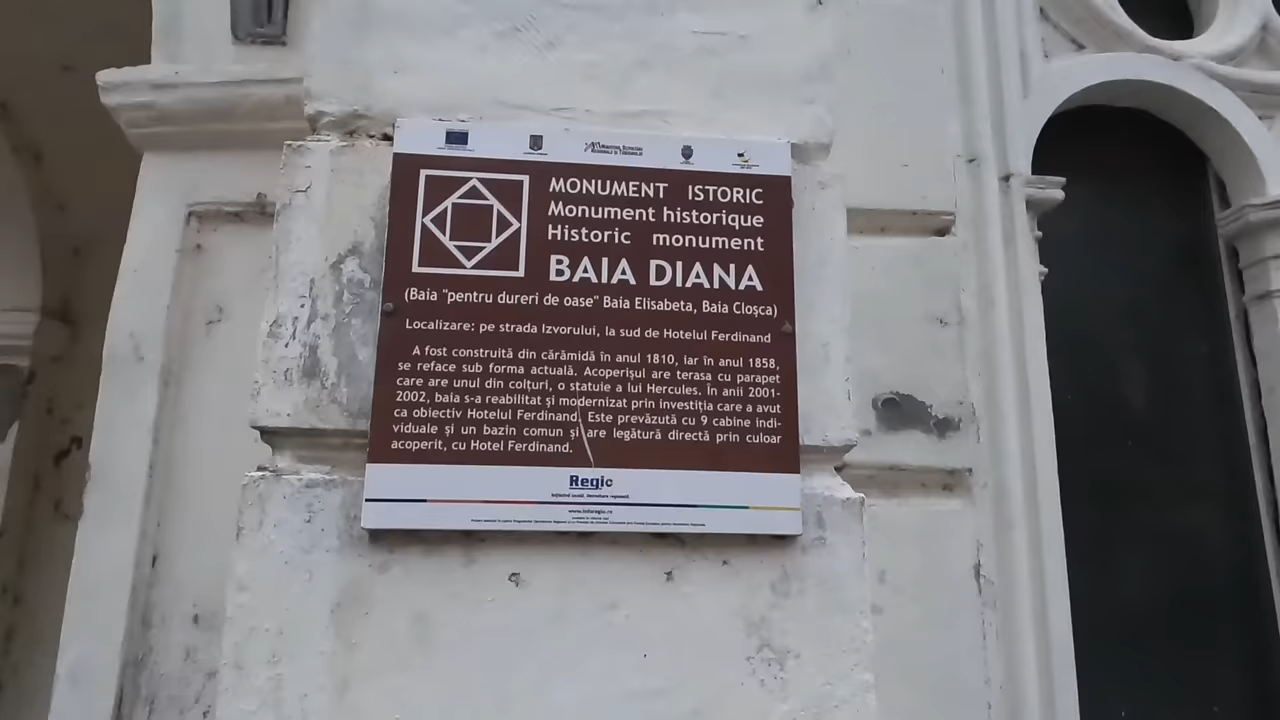 MONUMENT ISTORIC
Monument historique
Historic monument
BAIA DIANA
(Baia "pentru dureri de oase" Baia Elisabeta, Baia Cloşca)
Localizare: pe strada Izvorului, la sud de Hotelul Ferdinand
A fost construită din cărămidă în anul 1810, iar în anul 1858,
se reface sub forma actuală. Acoperişul are terasa cu parapet
care are unul din colţuri, o statuie a lui Hercules. În anii 2001-
2002, baia s-a reabilitat şi modernizat prin investiţia care a avut
ca obiectiv Hotelul Ferdinand. Este prevăzută cu 9 cabine indi-
viduale şi un bazin comun şi are legătură directă prin culoar
acoperit, cu Hotel Ferdinand.
Regio
Iniţiativă locală. Dezvoltare regională.
www.inforegio.ro